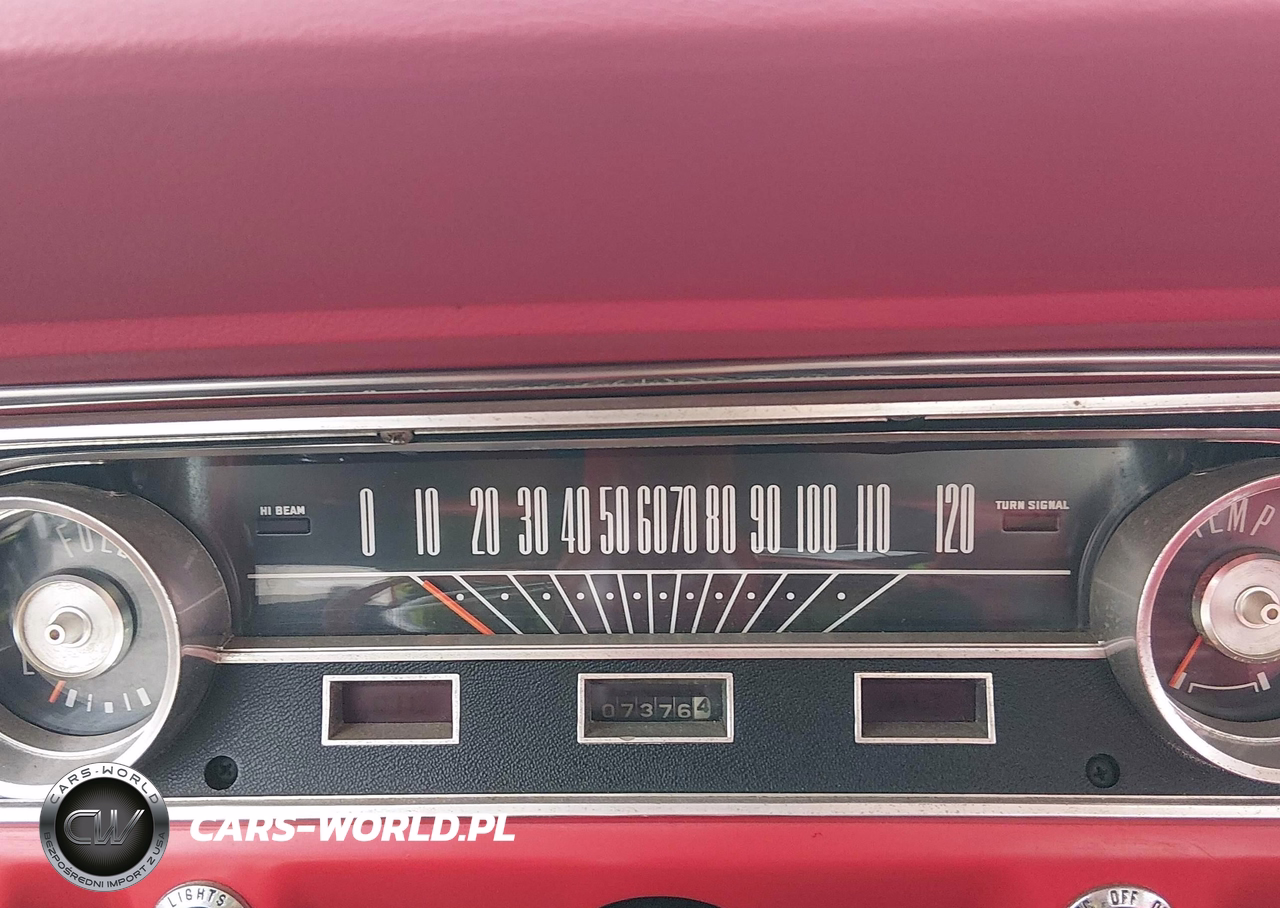 HI BEAM
0 10 20 30 40 50 60 70 80 90 100 110 120
TURN SIGNAL
FUEL
TEMP
073764
CARS-WORLD
CW
BEZPOŚREDNI IMPORT Z USA
CARS-WORLD.PL
LIGHTS
OFF